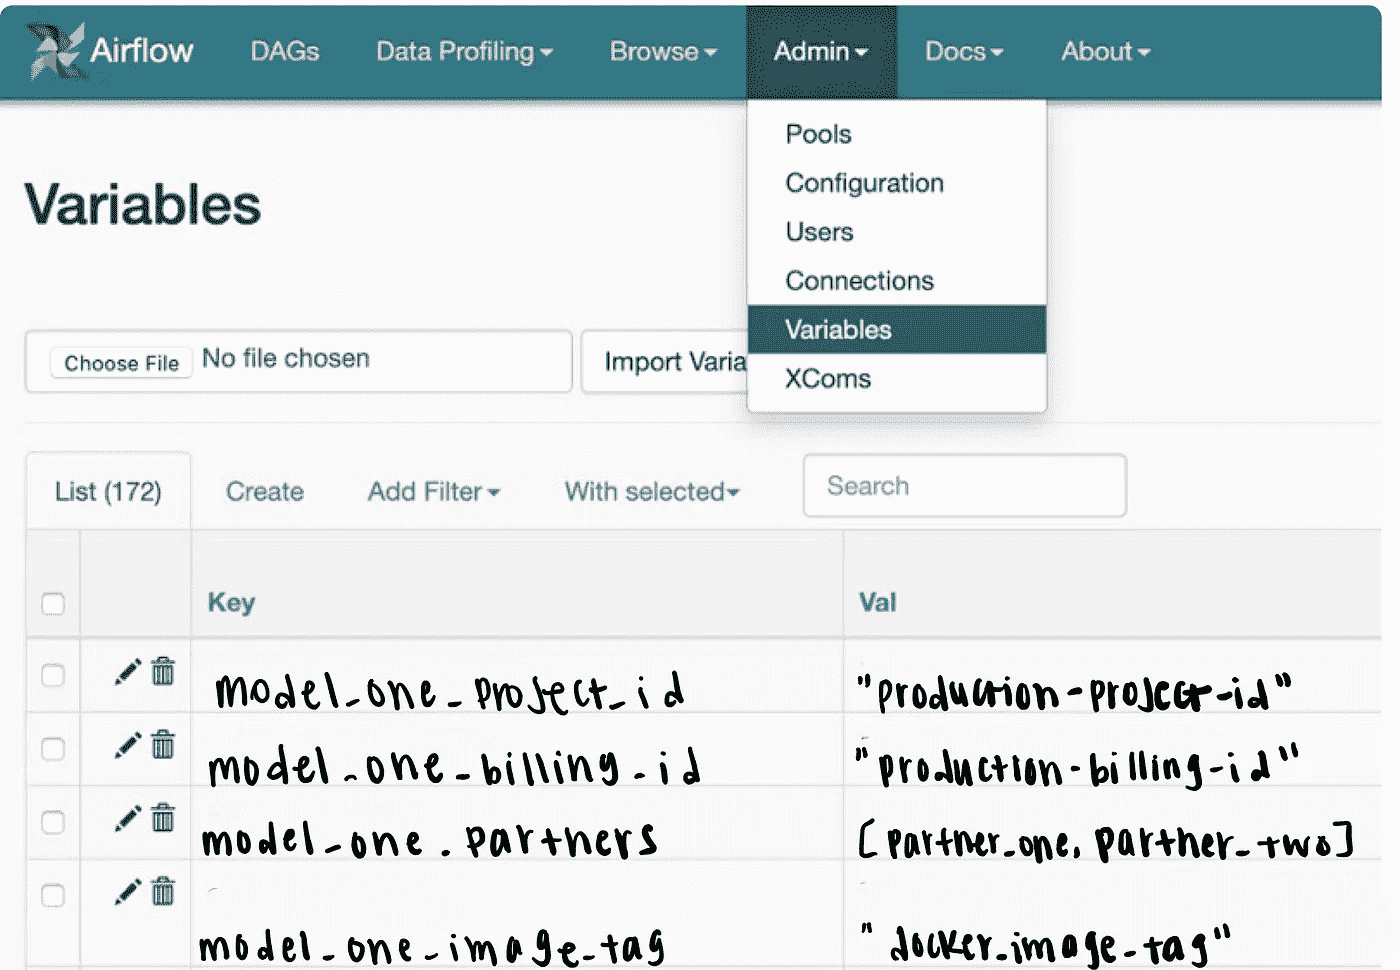 Airflow DAGs Data Profiling Browse Admin Docs About
Pools
Configuration
Users
Connections
Variables
XComs
Variables
Choose File No file chosen Import Varia
List (172) Create Add Filter With selected Search
Key Val
model_one_project_id "production-project-id"
model_one_billing_id "production-billing-id"
model_one.partners [partner_one, partner_two]
model_one_image_tag "docker_image_tag"